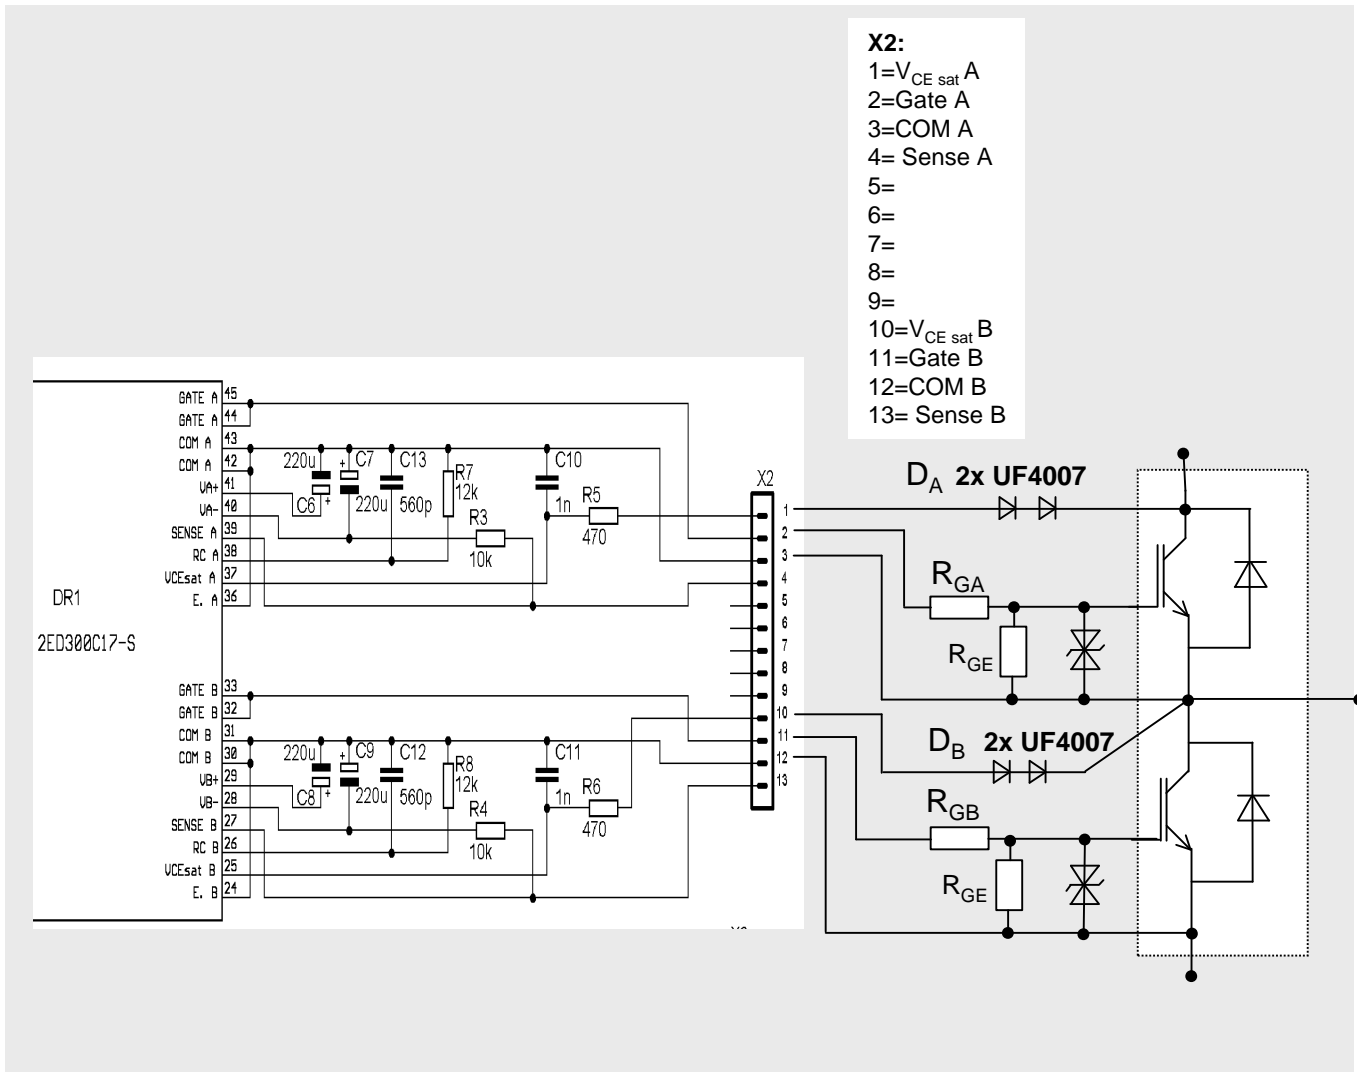 X2:
1=VCE sat A
2=Gate A
3=COM A
4= Sense A
5=
6=
7=
8=
9=
10=VCE sat B
11=Gate B
12=COM B
13= Sense B
DR1
2ED300C17-S
GATE A 45
GATE A 44
COM A 43
COM A 42
VA+ 41
VA- 40
SENSE A 39
RC A 38
VCEsat A 37
E. A 36
GATE B 33
GATE B 32
COM B 31
COM B 30
VB+ 29
VB- 28
SENSE B 27
RC B 26
VCEsat B 25
E. B 24
220u
C6
+
+
C7
220u
C13
560p
R7
12k
R3
10k
C10
1n
R5
470
220u
C8
+
+
C9
220u
C12
560p
R8
12k
R4
10k
C11
1n
R6
470
X2
1
2
3
4
5
6
7
8
9
10
11
12
13
DA 2x UF4007
RGA
RGE
DB 2x UF4007
RGB
RGE